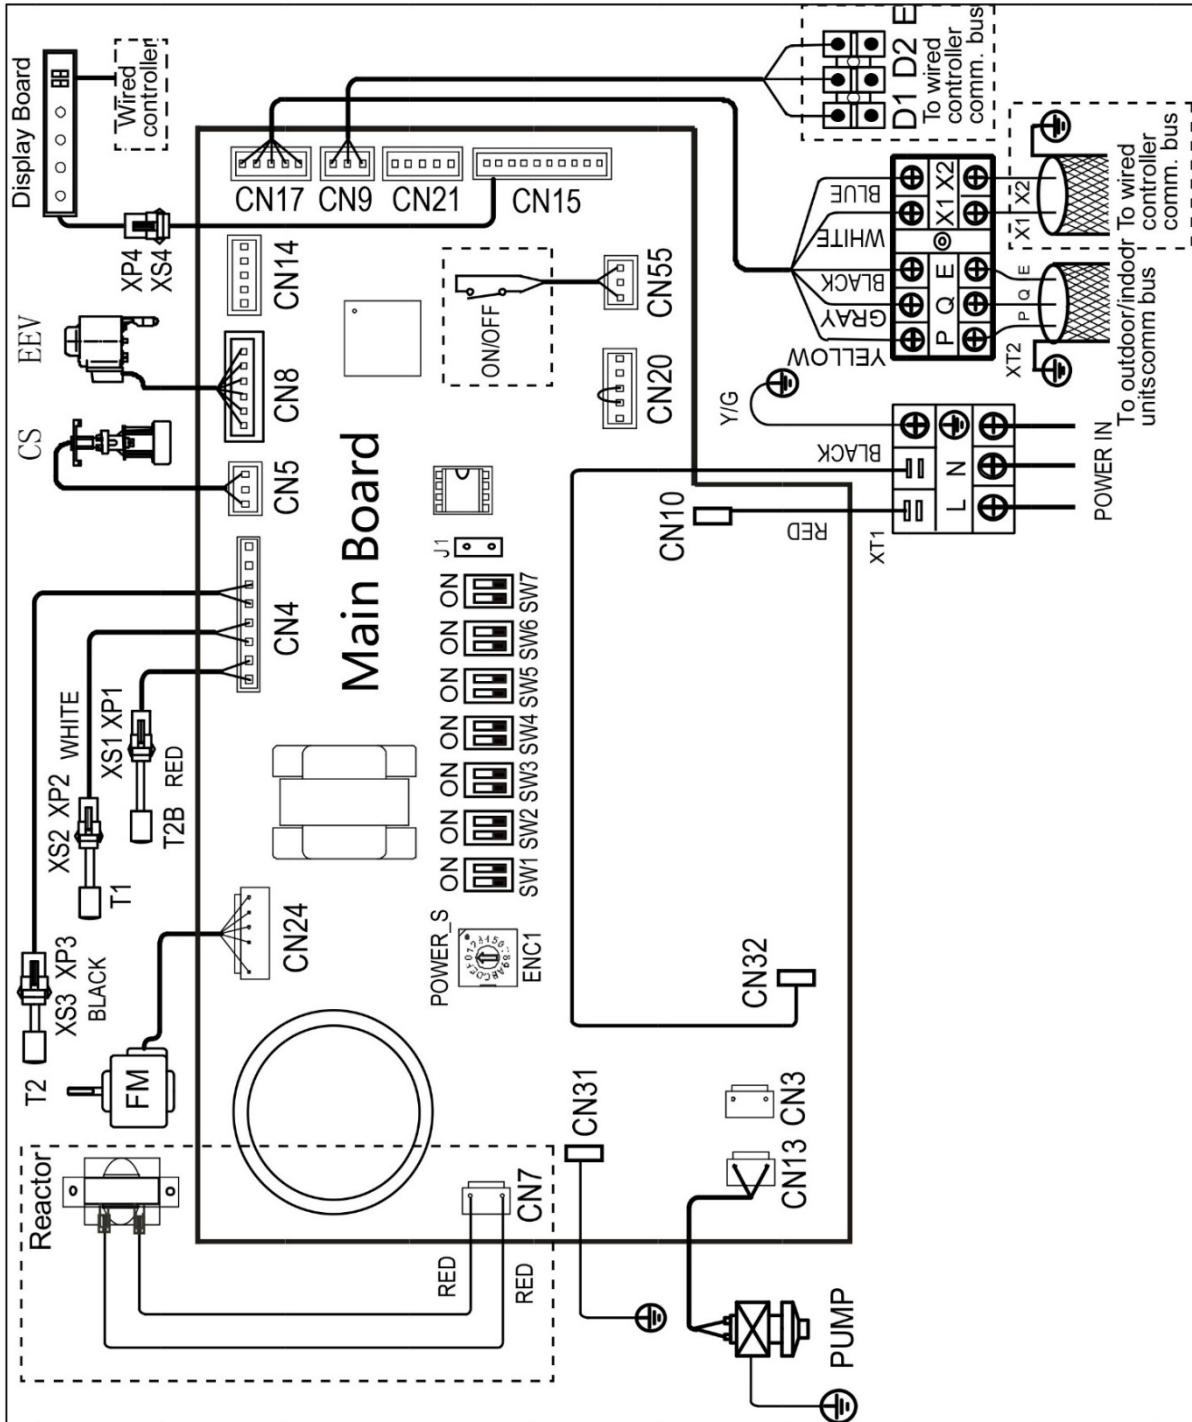 Display Board
Wired
controller
XP4
XS4
EEV
CS
CN17
CN9
CN21
CN15
CN14
CN8
CN5
CN4
CN55
CN20
ON/OFF
Main Board
J1
CN10
D1 D2 E
To wired
controller
comm. bus
BLUE
WHITE
BLACK
GRAY
YELLOW
P Q E X1 X2
XT2
X1 X2
To wired
controller
comm. bus
P Q E
To outdoor/indoor
unitscomm bus
Y/G
BLACK
RED
L N
XT1
POWER IN
ON
SW7
ON
SW6
ON
SW5
ON
SW4
ON
SW3
ON
SW2
ON
SW1
XS1 XP1
RED
T2B
XS2 XP2
WHITE
T1
XS3 XP3
BLACK
T2
FM
CN24
POWER_S
ENC1
CN32
CN31
CN3
CN13
CN7
Reactor
RED
RED
PUMP